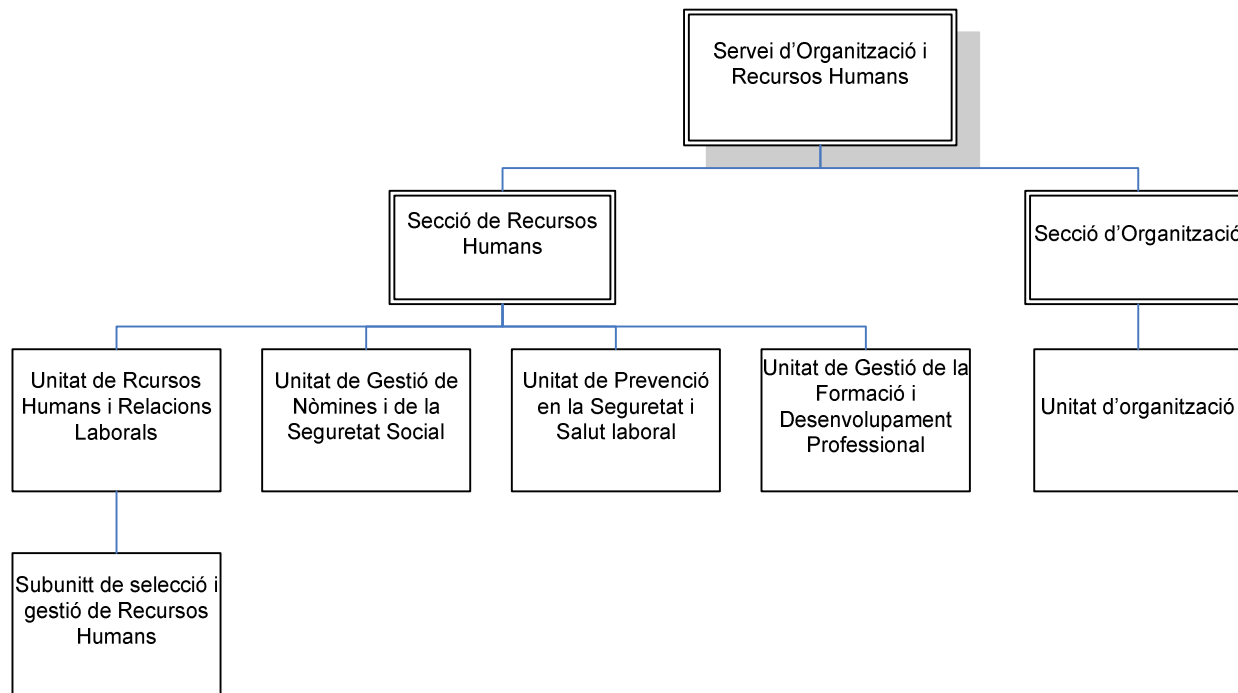 Servei d’Organització i
Recursos Humans
Secció de Recursos
Humans
Secció d’Organització
Unitat de Rcursos
Humans i Relacions
Laborals
Unitat de Gestió de
Nòmines i de la
Seguretat Social
Unitat de Prevenció
en la Seguretat i
Salut laboral
Unitat de Gestió de la
Formació i
Desenvolupament
Professional
Unitat d’organització
Subunitt de selecció i
gestió de Recursos
Humans